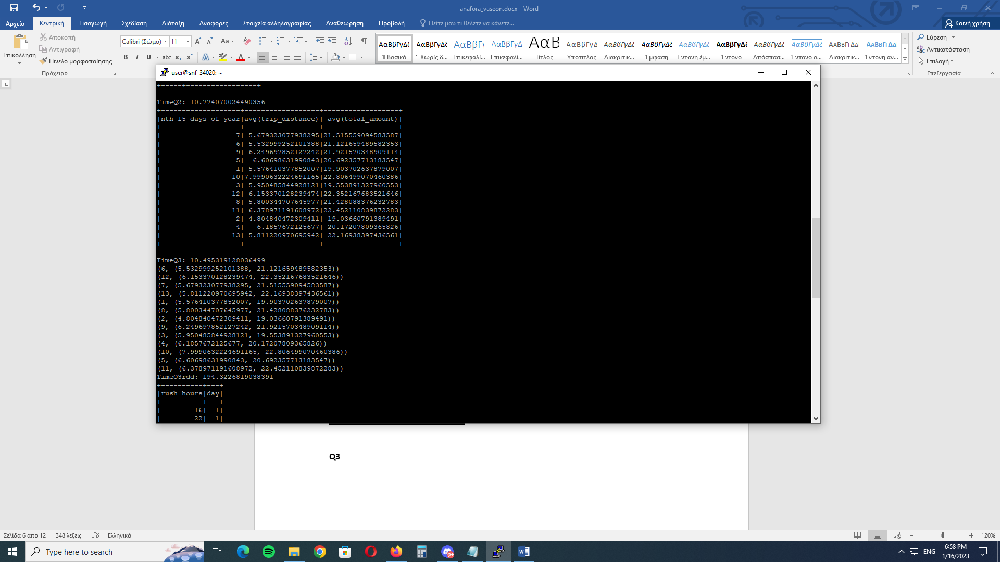 anafora_vaseon.docx - Word
Αρχείο Κεντρική Εισαγωγή Σχεδίαση Διάταξη Αναφορές Στοιχεία αλληλογραφίας Αναθεώρηση Προβολή Πείτε μου τι θέλετε να κάνετε... Κοινή χρήση
Επικόλληση
Αποκοπή
Αντιγραφή
Πινέλο μορφοποίησης
Πρόχειρο
Calibri (Σώμα) 11
ΑαΒβΓγΔδ ΑαΒβΓγΔδ ΑαΒβΓγ ΑαΒβΓγΔ ΑαΒ ΑαΒβΓγΔ ΑαΒβΓγΔδ ΑαΒβΓγΔδ ΑαΒβΓγΔδ ΑαΒβΓγΔδ ΑαΒβΓγΔδ ΑαΒβΓγΔδ ΑαΒβΓγΔδ ΑαΒβΓγΔδ
¶ Βασικό ¶ Χωρίς δ... Επικεφαλί... Επικεφαλί... Τίτλος Υπότιτλος Διακριτικ... Έμφαση Έντονη έμ... Έντονο Απόσπασ... Έντονο α... Διακριτικ... Έντονη αν...
Εύρεση
Αντικατάσταση
Επιλογή
Επεξεργασία
user@snf-34020: ~
+-----+-----------------+
TimeQ2: 10.774070024490356
+-------------------+------------------+------------------+
|nth 15 days of year|avg(trip_distance)| avg(total_amount)|
+-------------------+------------------+------------------+
|                  7| 5.679323077938295|21.515559094583587|
|                  6| 5.532999252101388|21.121659489582353|
|                  9| 6.249697852127242|21.921570348909114|
|                  5|  6.60698631990843|20.692357713183547|
|                  1| 5.576410377852007|19.903702637879007|
|                 10|7.9990632224691165|22.806499070460386|
|                  3| 5.950485844928121|19.553891327960553|
|                 12| 6.153370128239474|22.352167683521646|
|                  8| 5.800344707645977|21.428088376232783|
|                 11| 6.378971191608972|22.452110839872283|
|                  2| 4.804840472309411| 19.03660791389491|
|                  4|   6.1857672125677| 20.17207809365826|
|                 13| 5.811220970695942| 22.16938397436561|
+-------------------+------------------+------------------+
TimeQ3: 10.495319128036499
(6, (5.532999252101388, 21.121659489582353))
(12, (6.153370128239474, 22.352167683521646))
(7, (5.679323077938295, 21.515559094583587))
(13, (5.811220970695942, 22.16938397436561))
(1, (5.576410377852007, 19.903702637879007))
(8, (5.800344707645977, 21.428088376232783))
(2, (4.804840472309411, 19.03660791389491))
(9, (6.249697852127242, 21.921570348909114))
(3, (5.950485844928121, 19.553891327960553))
(4, (6.1857672125677, 20.17207809365826))
(10, (7.9990632224691165, 22.806499070460386))
(5, (6.60698631990843, 20.692357713183547))
(11, (6.378971191608972, 22.452110839872283))
TimeQ3rdd: 194.3226819038391
+----------+---+
|rush hours|day|
+----------+---+
|        16|  1|
|        22|  1|
Q3
Σελίδα 6 από 12 348 λέξεις Ελληνικά 120%
Type here to search
9+
ENG
6:58 PM
1/16/2023